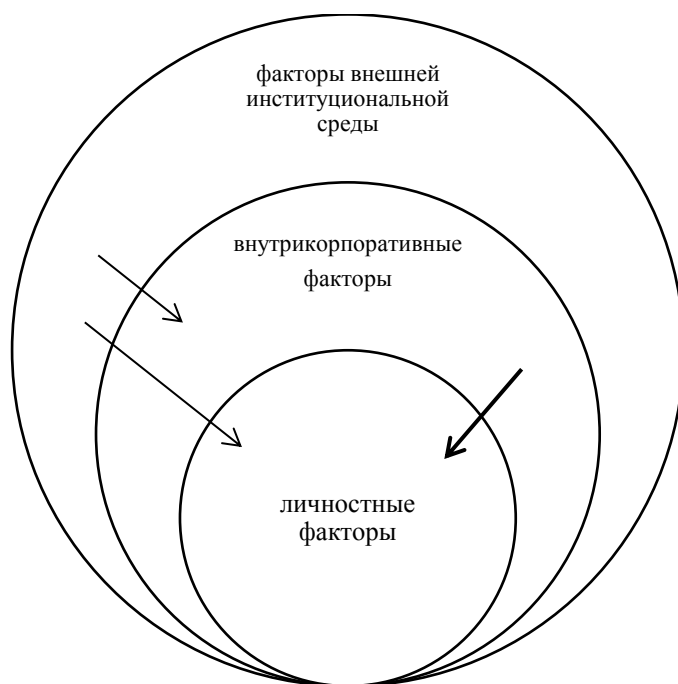 факторы внешней
институциональной
среды
внутрикорпоративные
факторы
личностные
факторы